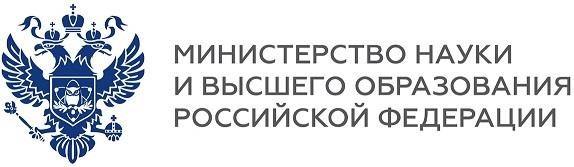 МИНИСТЕРСТВО НАУКИ
И ВЫСШЕГО ОБРАЗОВАНИЯ
РОССИЙСКОЙ ФЕДЕРАЦИИ